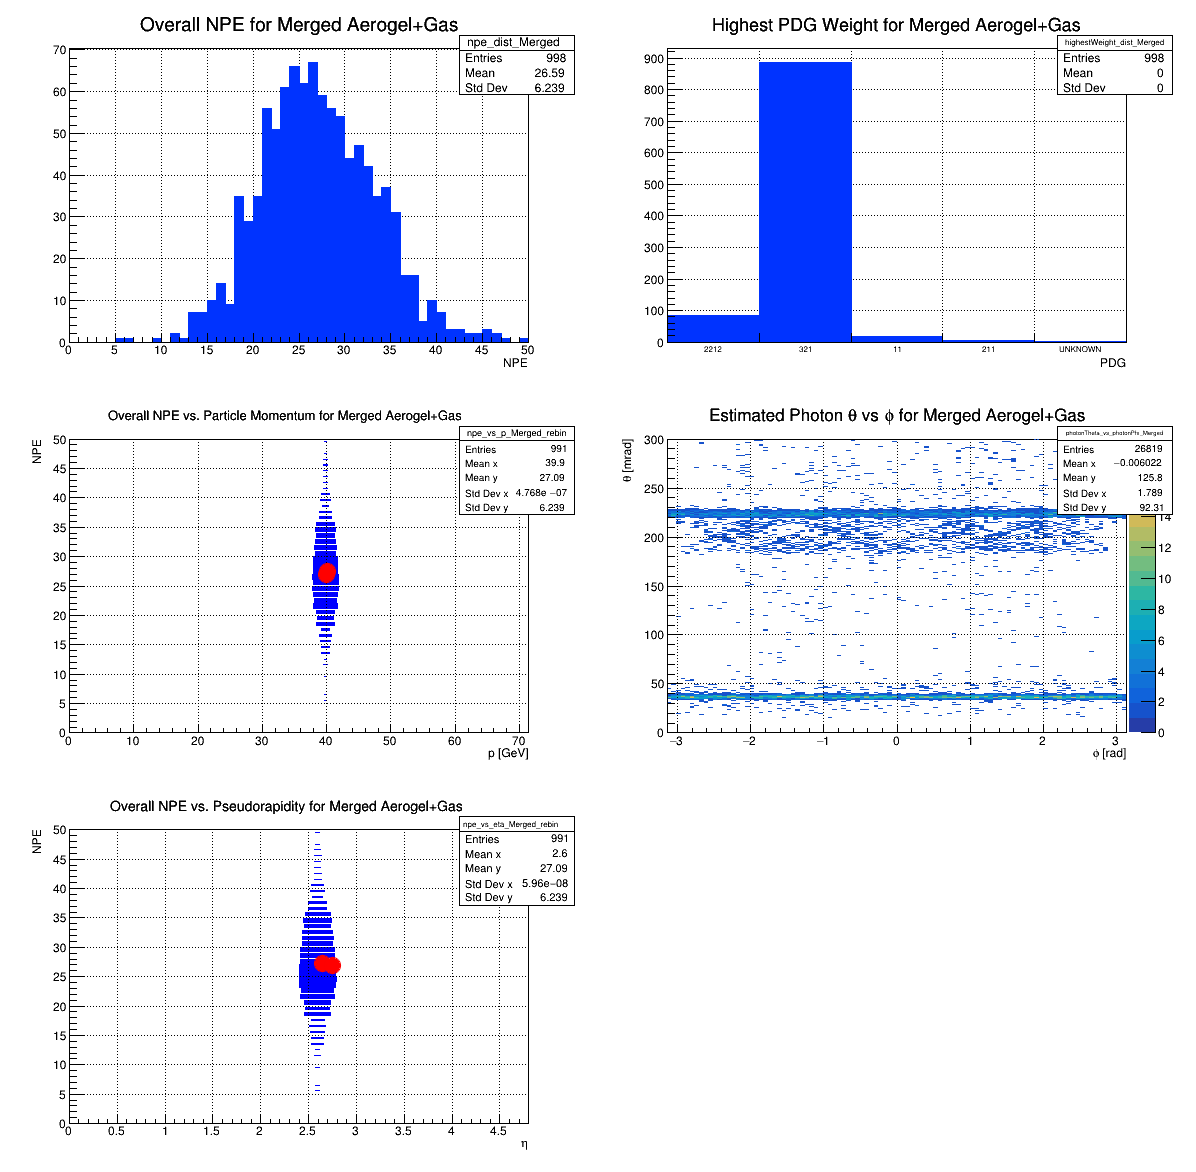 Overall NPE for Merged Aerogel+Gas
npe_dist_Merged
Entries 998
Mean 26.59
Std Dev 6.239
70
60
50
40
30
20
10
0
0 5 10 15 20 25 30 35 40 45 50
NPE
Highest PDG Weight for Merged Aerogel+Gas
highestWeight_dist_Merged
Entries 998
Mean 0
Std Dev 0
900
800
700
600
500
400
300
200
100
0
2212 321 11 211 UNKNOWN
PDG
Overall NPE vs. Particle Momentum for Merged Aerogel+Gas
npe_vs_p_Merged_rebin
Entries 991
Mean x 39.9
Mean y 27.09
Std Dev x 4.768e −07
Std Dev y 6.239
NPE
50
45
40
35
30
25
20
15
10
5
0
0 10 20 30 40 50 60 70
p [GeV]
Estimated Photon θ vs ϕ for Merged Aerogel+Gas
photonTheta_vs_photonPhi_Merged
Entries 26819
Mean x −0.006022
Mean y 125.8
Std Dev x 1.789
Std Dev y 92.31
θ [mrad]
300
250
200
150
100
50
0
−3 −2 −1 0 1 2 3
ϕ [rad]
14
12
10
8
6
4
2
0
Overall NPE vs. Pseudorapidity for Merged Aerogel+Gas
npe_vs_eta_Merged_rebin
Entries 991
Mean x 2.6
Mean y 27.09
Std Dev x 5.96e−08
Std Dev y 6.239
NPE
50
45
40
35
30
25
20
15
10
5
0
0 0.5 1 1.5 2 2.5 3 3.5 4 4.5
η